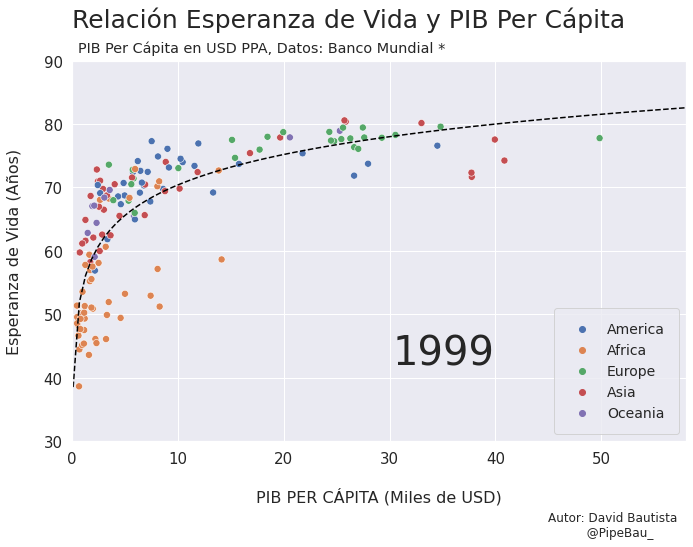 Relación Esperanza de Vida y PIB Per Cápita
PIB Per Cápita en USD PPA, Datos: Banco Mundial *
Esperanza de Vida (Años)
90
80
70
60
50
40
30
1999
America
Africa
Europe
Asia
Oceania
0 10 20 30 40 50
PIB PER CÁPITA (Miles de USD)
Autor: David Bautista
@PipeBau_